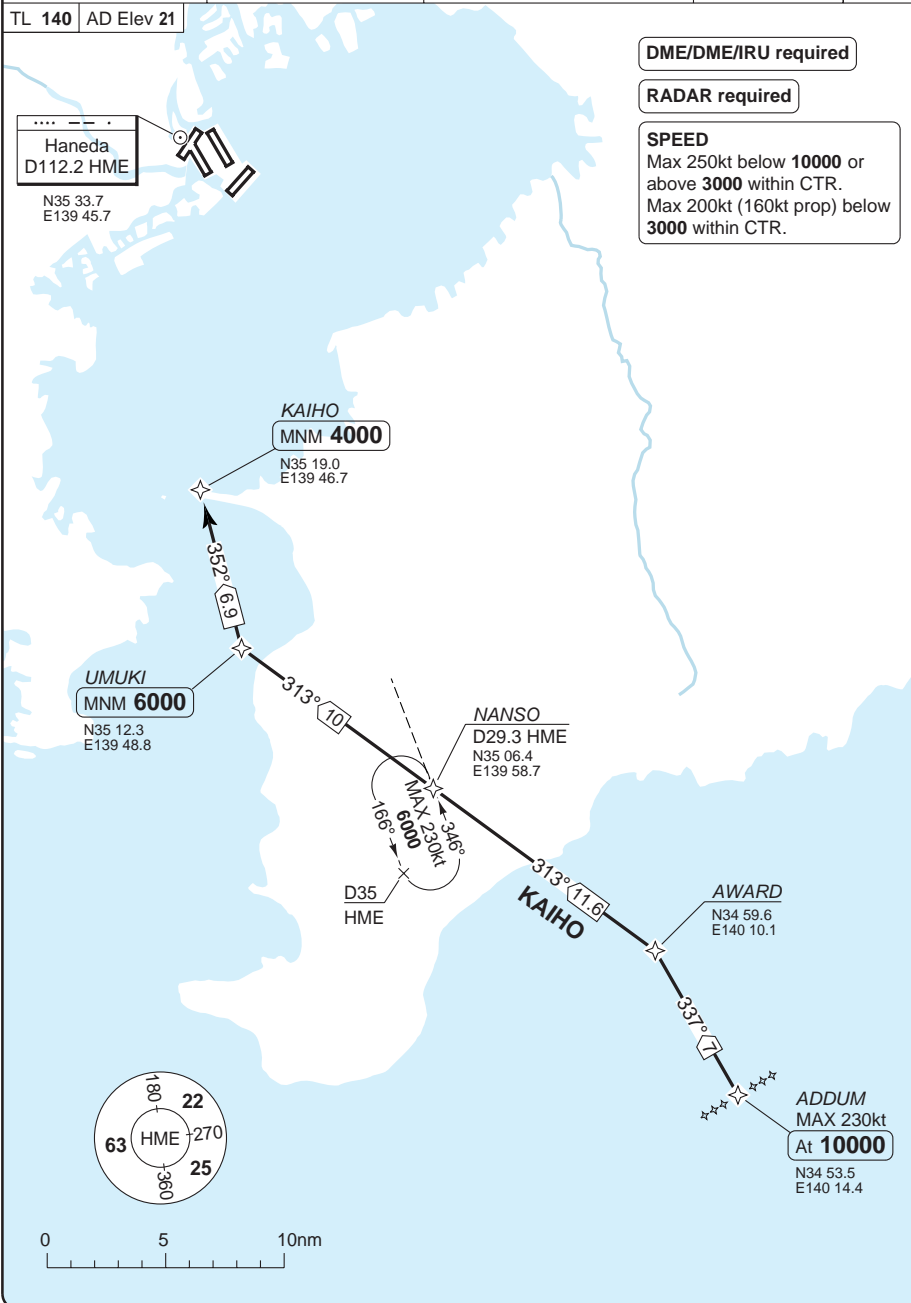 TL 140 AD Elev 21
DME/DME/IRU required
RADAR required
SPEED
Max 250kt below 10000 or
above 3000 within CTR.
Max 200kt (160kt prop) below
3000 within CTR.
Haneda
D112.2 HME
N35 33.7
E139 45.7
KAIHO
MNM 4000
N35 19.0
E139 46.7
352° 6.9
UMUKI
MNM 6000
N35 12.3
E139 48.8
313° 10
NANSO
D29.3 HME
N35 06.4
E139 58.7
MAX 230kt
6000
166°
346°
D35
HME
313° 11.6
KAIHO
AWARD
N34 59.6
E140 10.1
337° 7
ADDUM
MAX 230kt
At 10000
N34 53.5
E140 14.4
180
22
63 HME 270
25
360
0 5 10nm